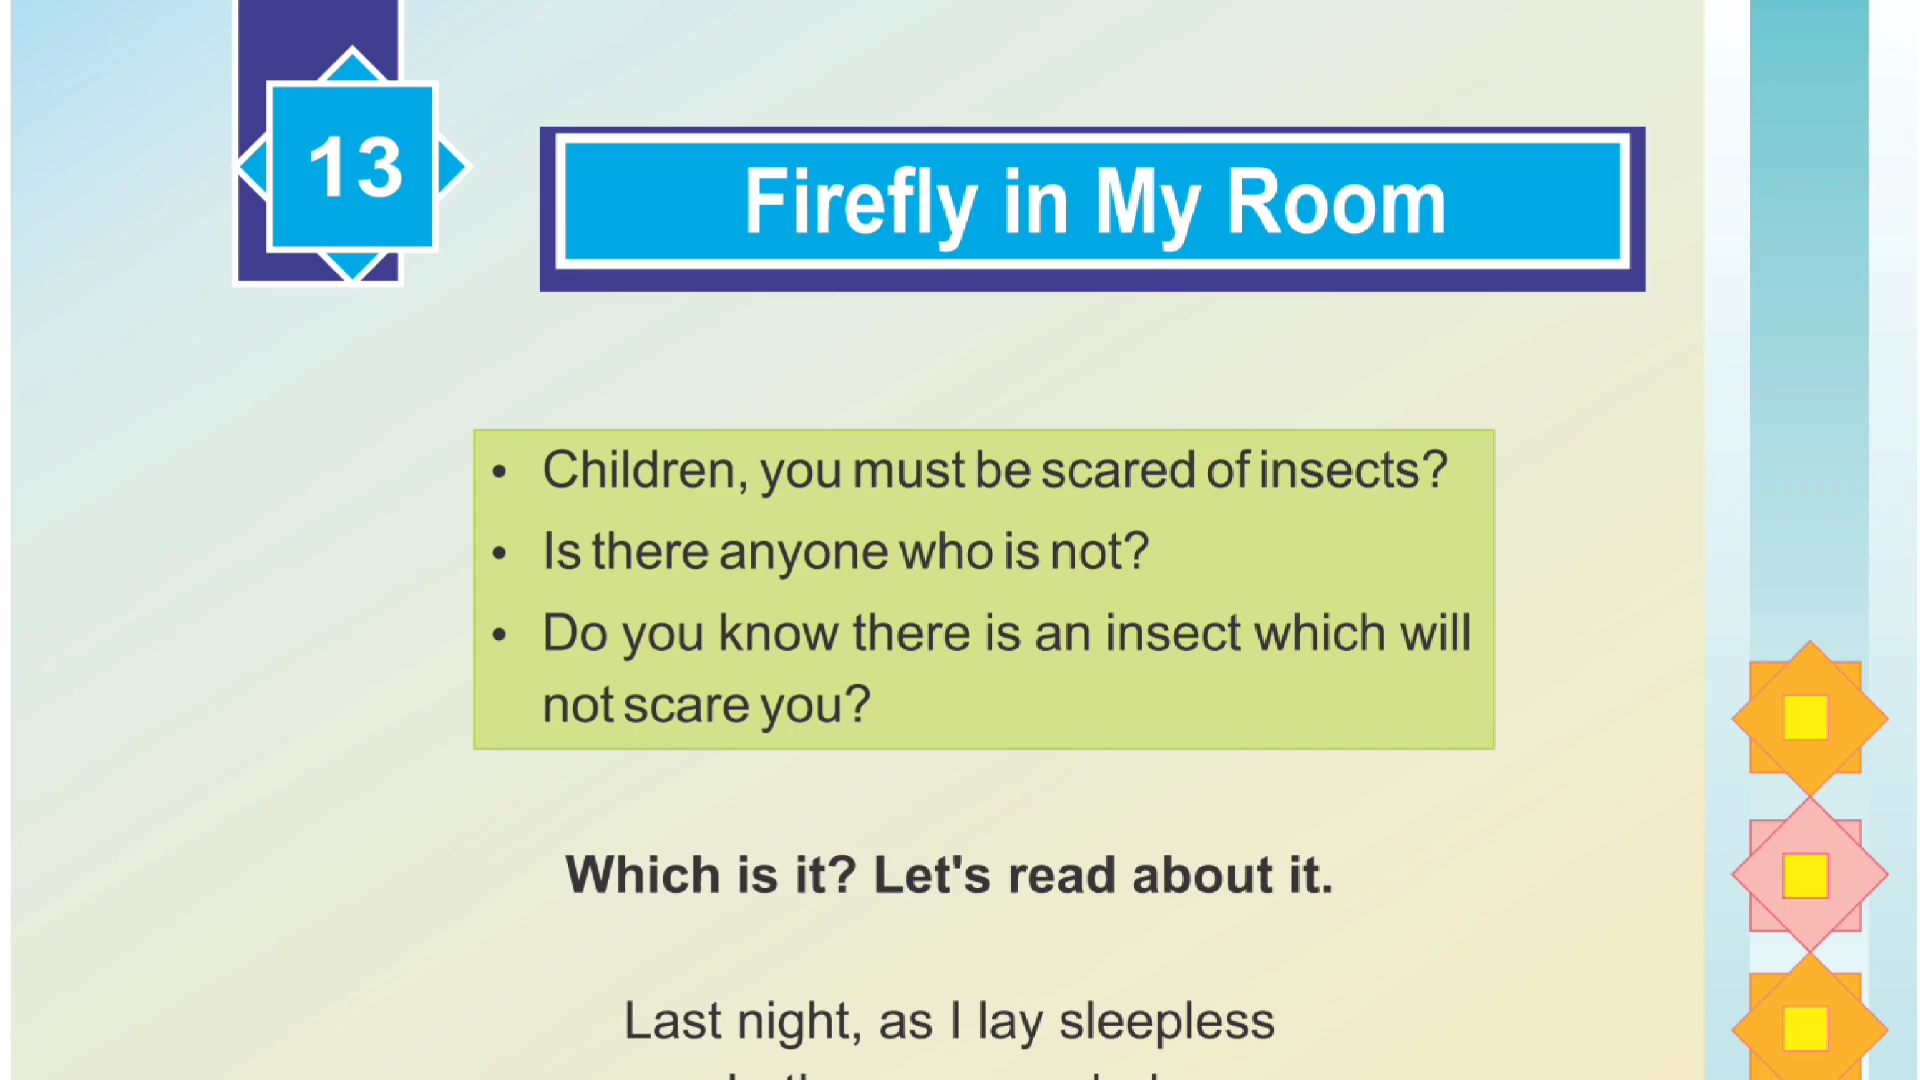 13
Firefly in My Room
• Children, you must be scared of insects?
• Is there anyone who is not?
• Do you know there is an insect which will
not scare you?
Which is it? Let's read about it.
Last night, as I lay sleepless